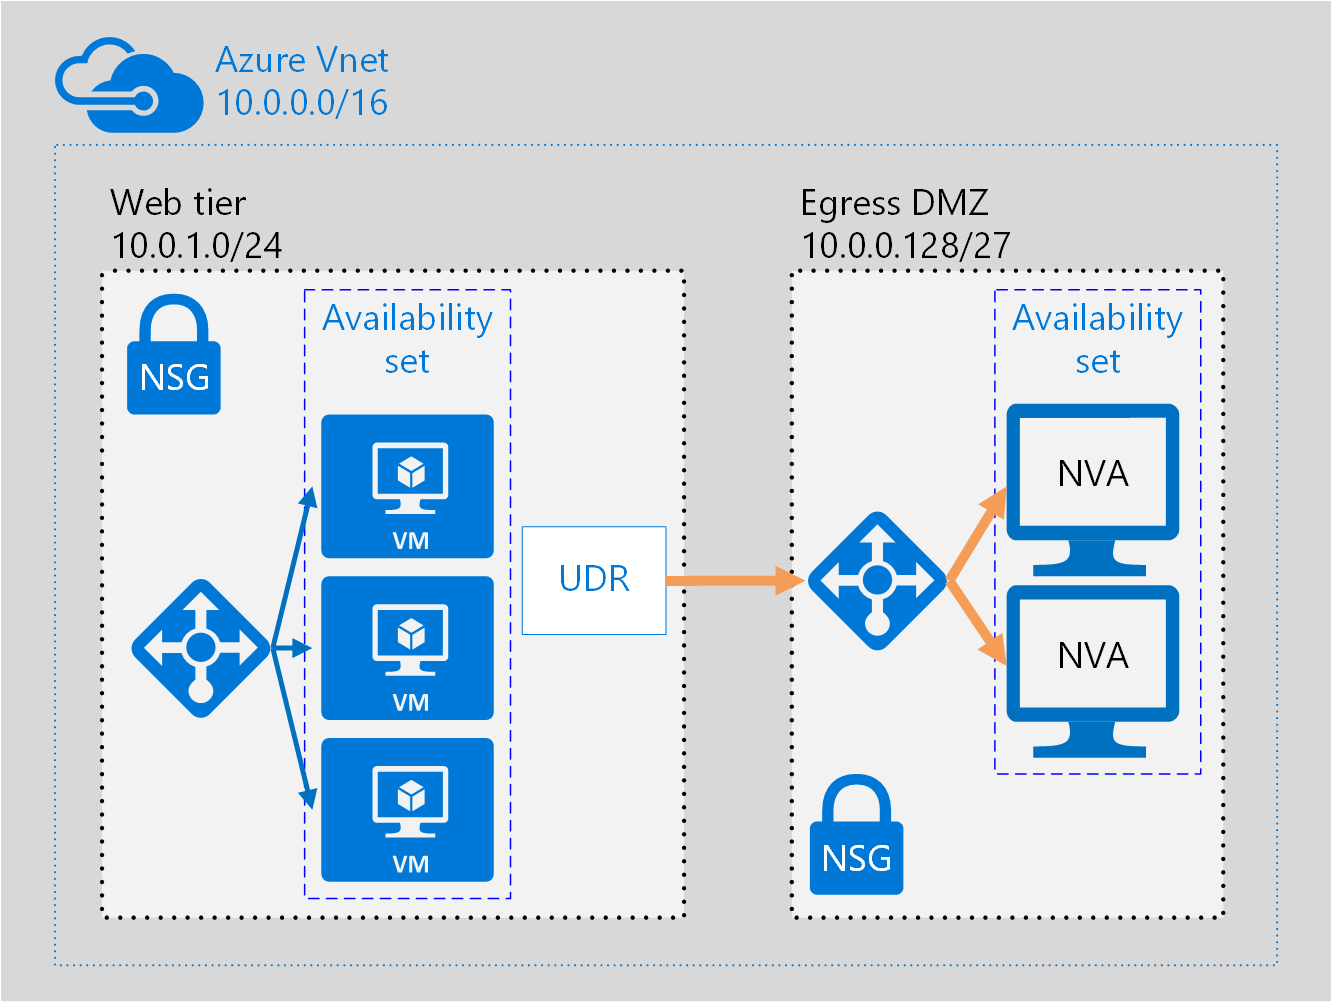 Azure Vnet
10.0.0.0/16
Web tier
10.0.1.0/24
NSG
Availability
set
VM
VM
VM
UDR
Egress DMZ
10.0.0.128/27
Availability
set
NVA
NVA
NSG